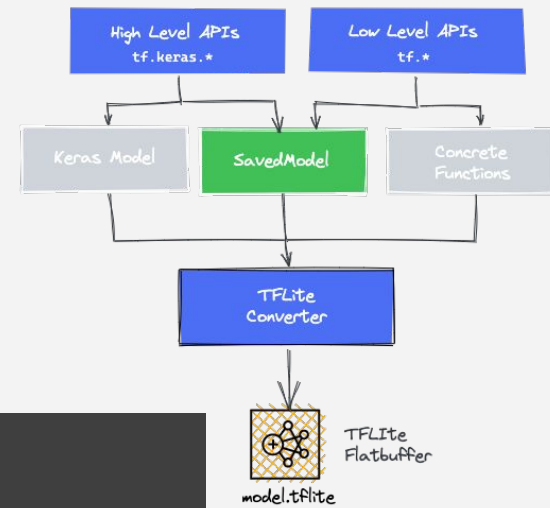 High Level APIs
tf.keras.*
Low Level APIs
tf.*
Keras Model
SavedModel
Concrete
Functions
TFLite
Converter
TFLIte
Flatbuffer
model.tflite